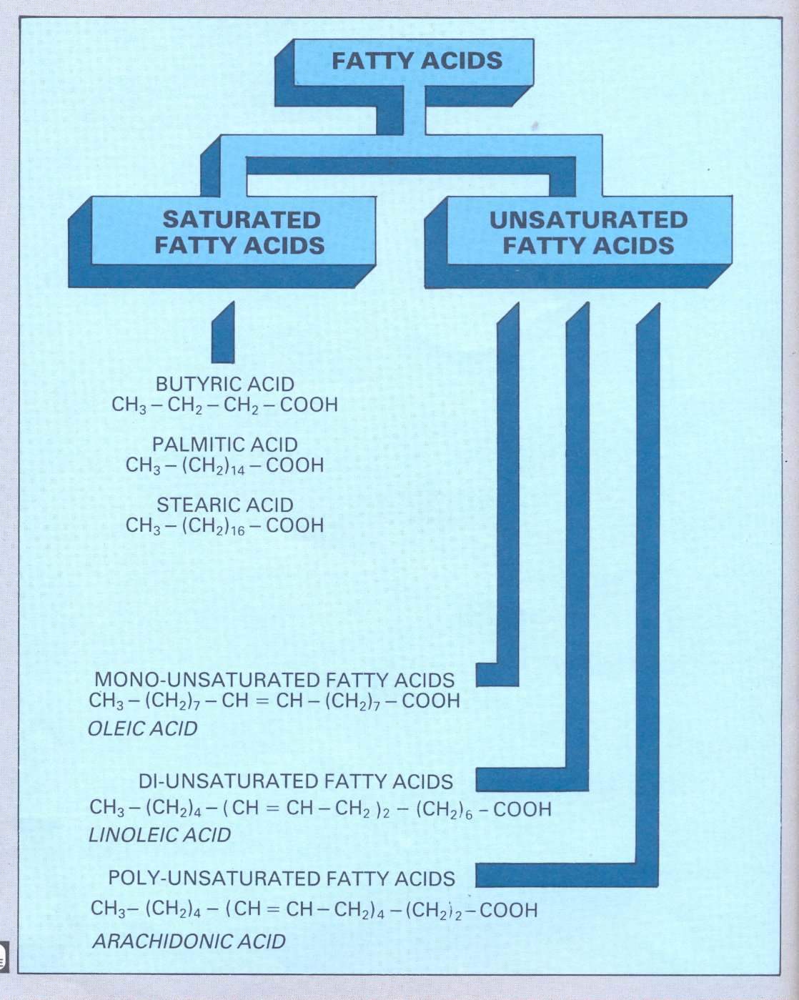 FATTY ACIDS
SATURATED
FATTY ACIDS
UNSATURATED
FATTY ACIDS
BUTYRIC ACID
CH₃ – CH₂ – CH₂ – COOH
PALMITIC ACID
CH₃ – (CH₂)₁₄ – COOH
STEARIC ACID
CH₃ – (CH₂)₁₆ – COOH
MONO-UNSATURATED FATTY ACIDS
CH₃ – (CH₂)₇ – CH = CH – (CH₂)₇ – COOH
OLEIC ACID
DI-UNSATURATED FATTY ACIDS
CH₃ – (CH₂)₄ – (CH = CH – CH₂)₂ – (CH₂)₆ – COOH
LINOLEIC ACID
POLY-UNSATURATED FATTY ACIDS
CH₃ – (CH₂)₄ – (CH = CH – CH₂)₄ – (CH₂)₂ – COOH
ARACHIDONIC ACID